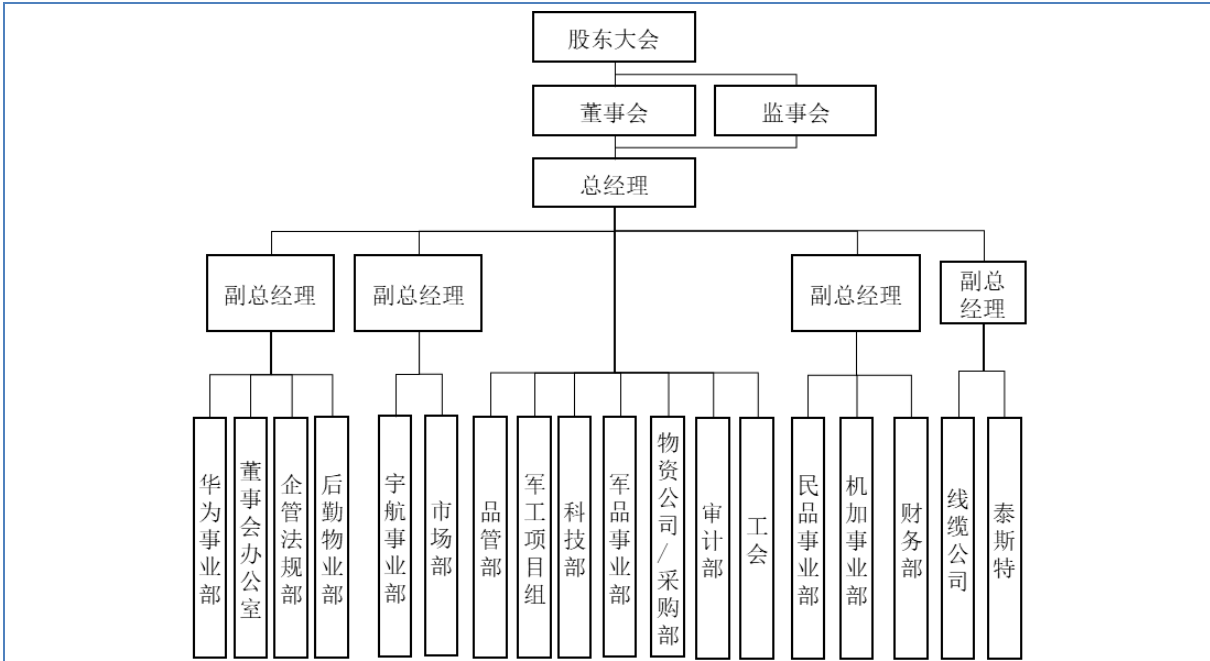 股东大会
董事会
监事会
总经理
副总经理
副总经理
副总经理
副总
经理
华为事业部
董事会办公室
企管法规部
后勤物业部
宇航事业部
市场部
品管部
军工项目组
科技部
军品事业部
物资公司/采购部
审计部
工会
民品事业部
机加事业部
财务部
线缆公司
泰斯特